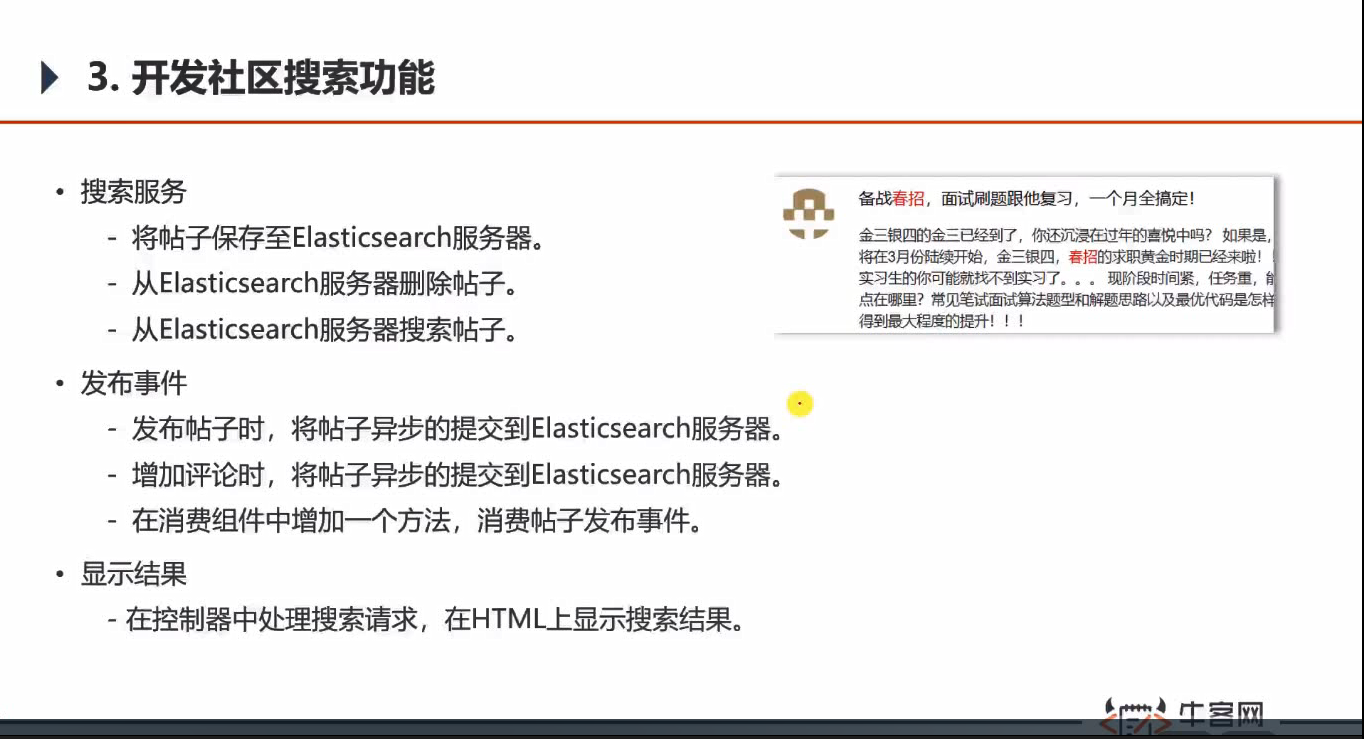 3. 开发社区搜索功能
• 搜索服务
- 将帖子保存至Elasticsearch服务器。
- 从Elasticsearch服务器删除帖子。
- 从Elasticsearch服务器搜索帖子。
• 发布事件
- 发布帖子时，将帖子异步的提交到Elasticsearch服务器。
- 增加评论时，将帖子异步的提交到Elasticsearch服务器。
- 在消费组件中增加一个方法，消费帖子发布事件。
• 显示结果
- 在控制器中处理搜索请求，在HTML上显示搜索结果。
备战春招，面试刷题跟他复习，一个月全搞定！
金三银四的金三已经到了，你还沉浸在过年的喜悦中吗？ 如果是，
将在3月份陆续开始，金三银四，春招的求职黄金时期已经来啦！
实习生的你可能就找不到实习了。。。 现阶段时间紧，任务重，能
点在哪里？常见笔试面试算法题型和解题思路以及最优代码是怎样
得到最大程度的提升！！！
牛客网